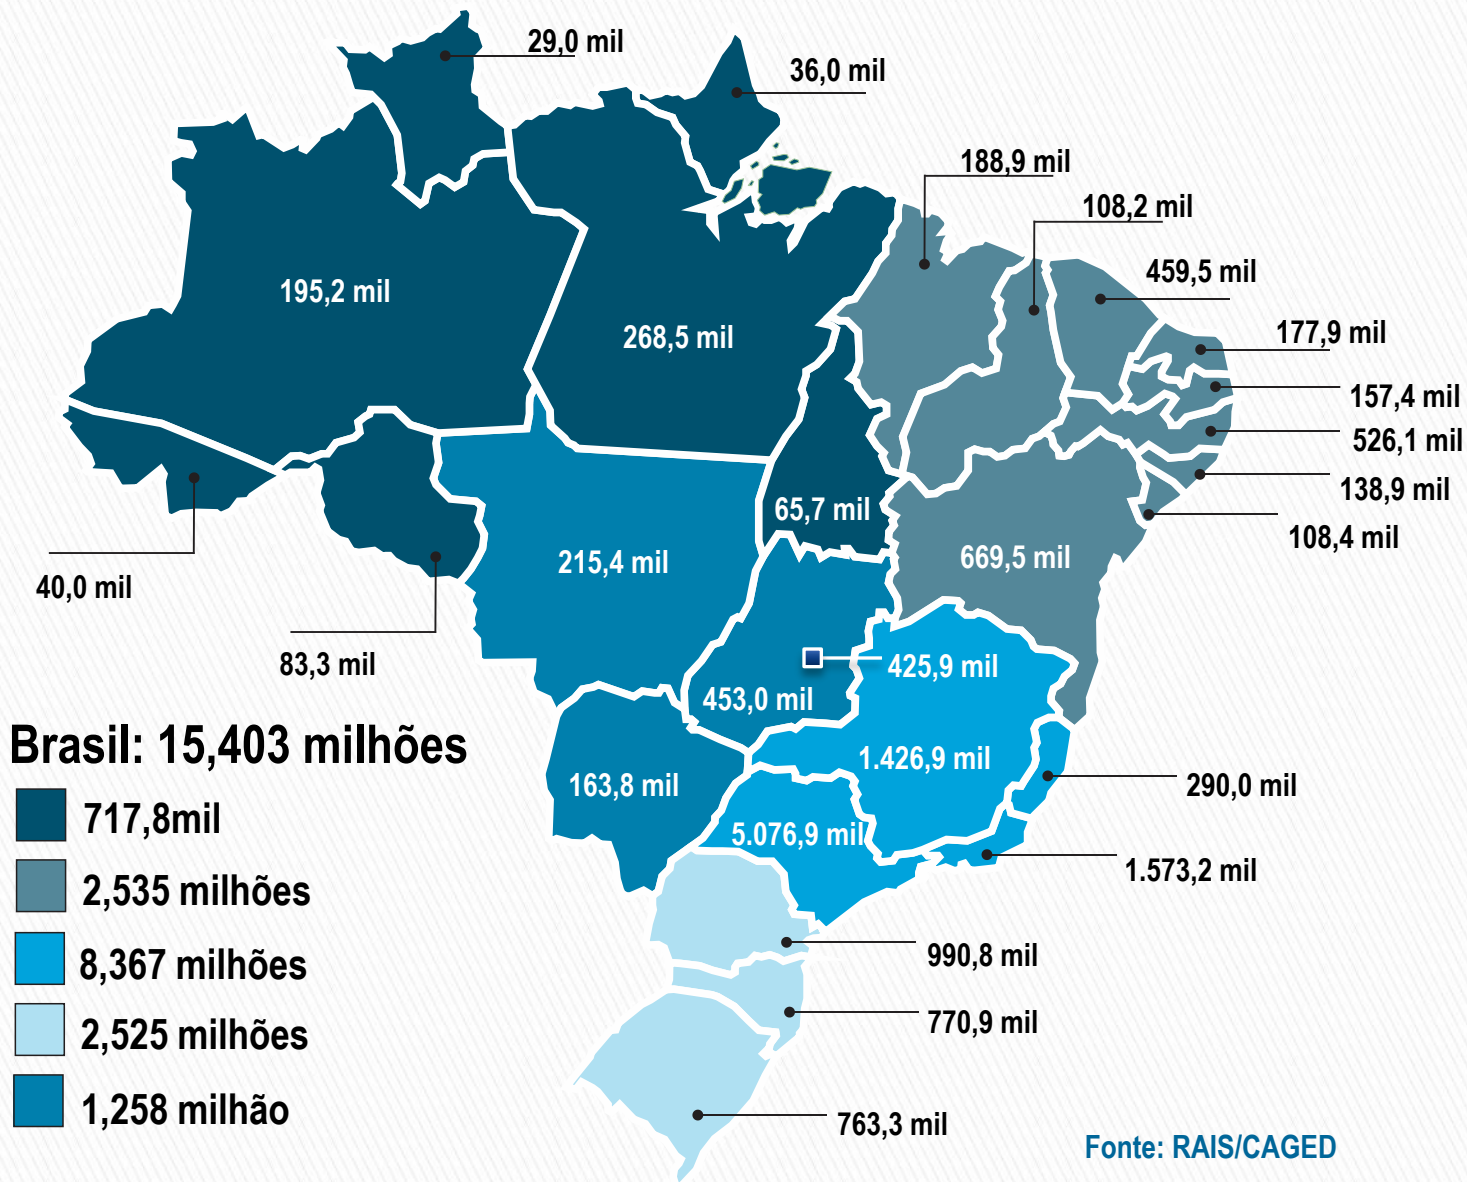 29,0 mil
36,0 mil
188,9 mil
108,2 mil
459,5 mil
195,2 mil
268,5 mil
177,9 mil
157,4 mil
526,1 mil
138,9 mil
65,7 mil
108,4 mil
215,4 mil
669,5 mil
40,0 mil
83,3 mil
425,9 mil
453,0 mil
Brasil: 15,403 milhões
1.426,9 mil
163,8 mil
290,0 mil
717,8mil
5.076,9 mil
1.573,2 mil
2,535 milhões
990,8 mil
8,367 milhões
770,9 mil
2,525 milhões
1,258 milhão
763,3 mil
Fonte: RAIS/CAGED